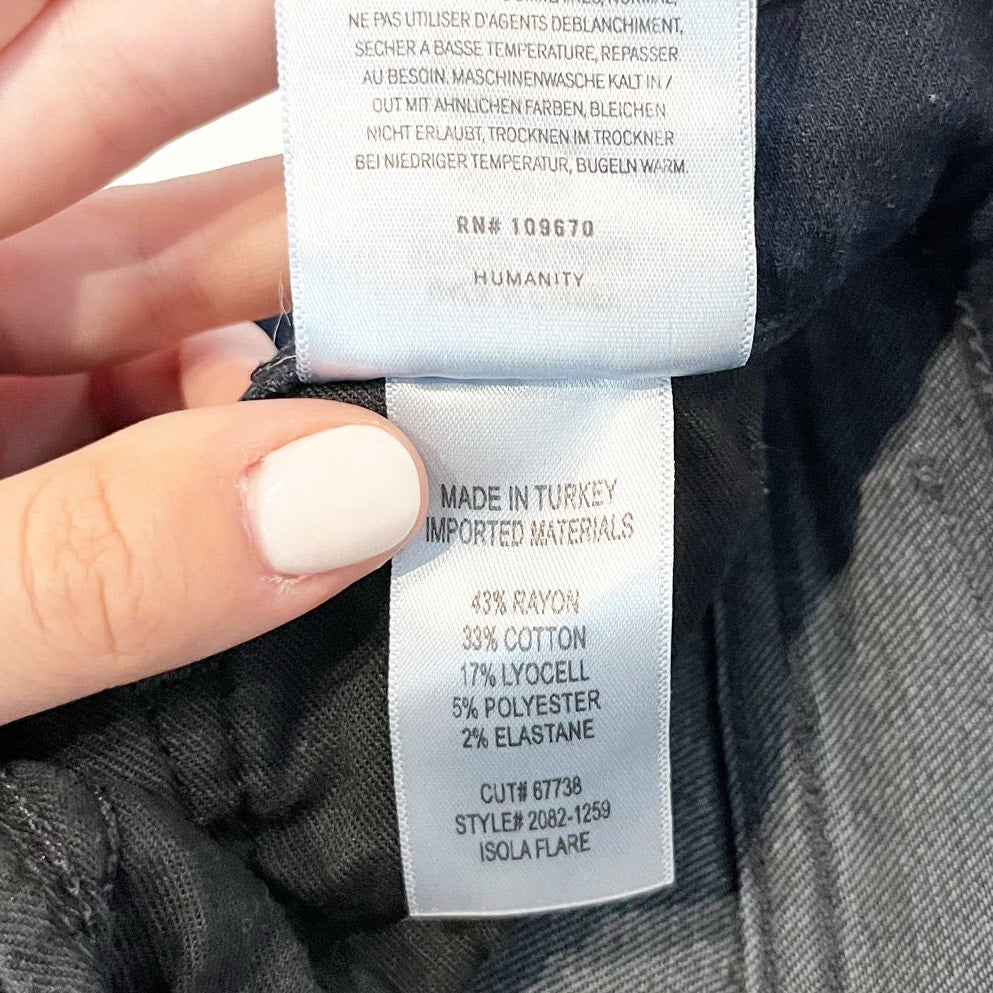 NORMAL,
NE PAS UTILISER D'AGENTS DEBLANCHIMENT,
SECHER A BASSE TEMPERATURE, REPASSER
AU BESOIN. MASCHINENWASCHE KALT IN /
OUT MIT AHNLICHEN FARBEN, BLEICHEN
NICHT ERLAUBT, TROCKNEN IM TROCKNER
BEI NIEDRIGER TEMPERATUR, BUGELN WARM.
RN# 109670
HUMANITY
MADE IN TURKEY
IMPORTED MATERIALS
43% RAYON
33% COTTON
17% LYOCELL
5% POLYESTER
2% ELASTANE
CUT# 67738
STYLE# 2082-1259
ISOLA FLARE